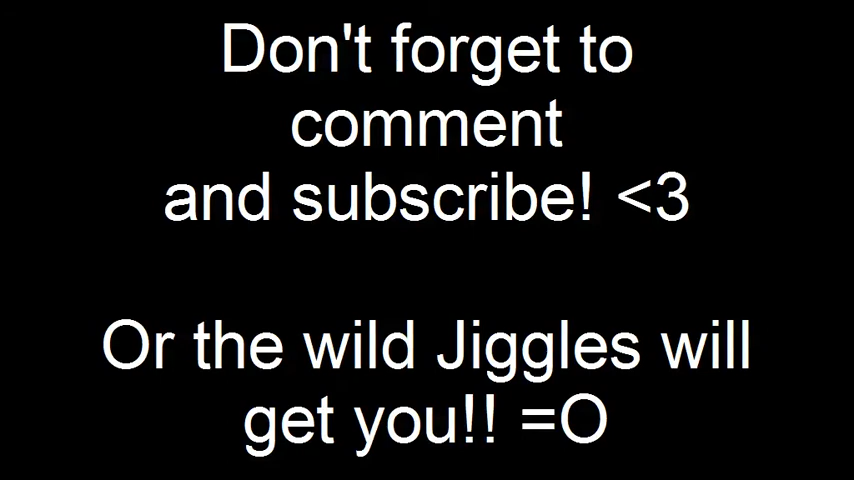 Don't forget to
comment
and subscribe! <3
Or the wild Jiggles will
get you!! =O